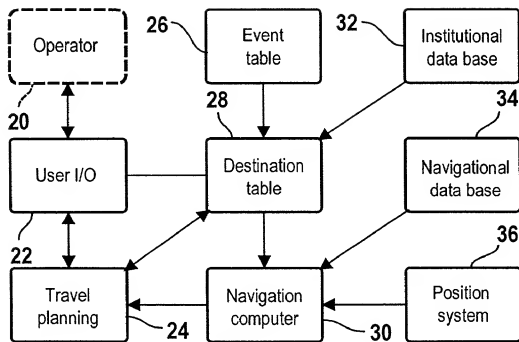 Operator
20
26
Event
table
32
Institutional
data base
28
34
User I/O
22
Destination
table
Navigational
data base
36
Travel
planning
24
Navigation
computer
30
Position
system